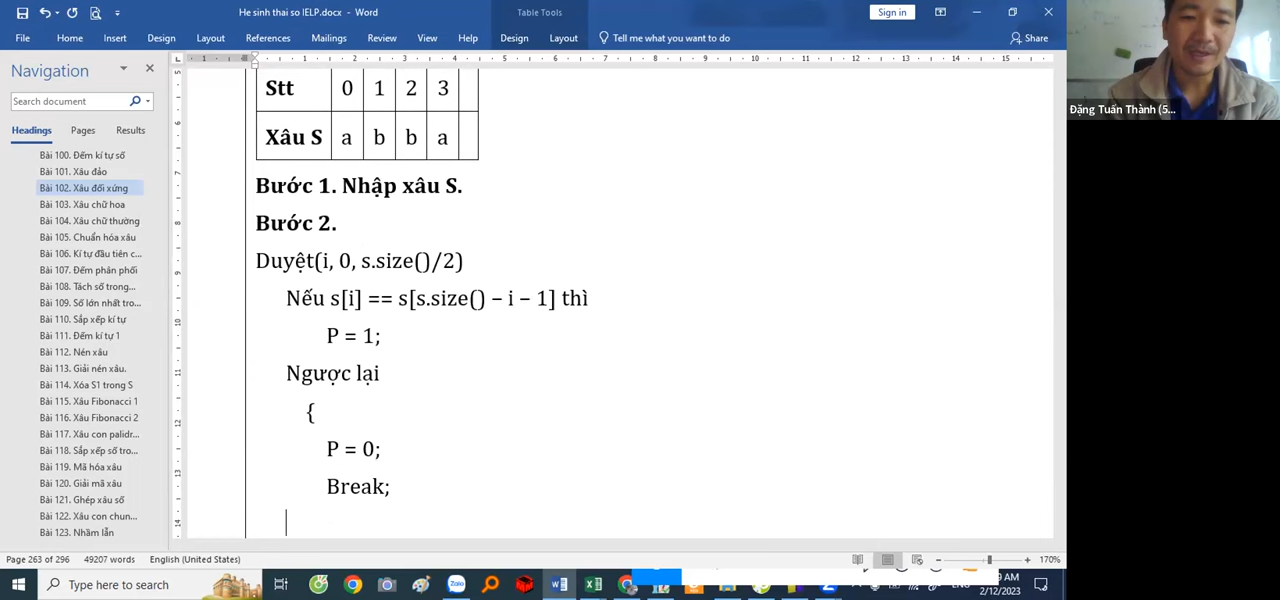 He sinh thai so IELP.docx - Word
Table Tools
Sign in
File
Home
Insert
Design
Layout
References
Mailings
Review
View
Help
Design
Layout
Tell me what you want to do
Share
Đặng Tuấn Thành (5...
Navigation
Search document
Headings
Pages
Results
Bài 100. Đếm kí tự số
Bài 101. Xâu đảo
Bài 102. Xâu đối xứng
Bài 103. Xâu chữ hoa
Bài 104. Xâu chữ thường
Bài 105. Chuẩn hóa xâu
Bài 106. Kí tự đầu tiên c...
Bài 107. Đếm phân phối
Bài 108. Tách số trong...
Bài 109. Số lớn nhất tro...
Bài 110. Sắp xếp kí tự
Bài 111. Đếm kí tự 1
Bài 112. Nén xâu
Bài 113. Giải nén xâu.
Bài 114. Xóa S1 trong S
Bài 115. Xâu Fibonacci 1
Bài 116. Xâu Fibonacci 2
Bài 117. Xâu con palidr...
Bài 118. Sắp xếp số tro...
Bài 119. Mã hóa xâu
Bài 120. Giải mã xâu
Bài 121. Ghép xâu số
Bài 122. Xâu con chun...
Bài 123. Nhầm lẫn
Stt 0 1 2 3
Xâu S a b b a
Bước 1. Nhập xâu S.
Bước 2.
Duyệt(i, 0, s.size()/2)
Nếu s[i] == s[s.size() – i – 1] thì
P = 1;
Ngược lại
{
P = 0;
Break;
Page 263 of 296 49207 words English (United States)
170%
Type here to search
Zalo
AM
2/12/2023